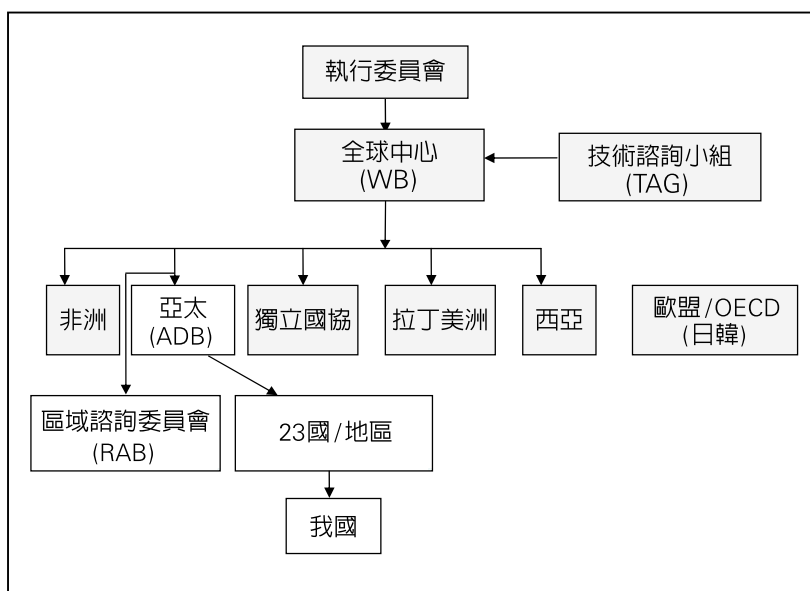 執行委員會
全球中心
(WB)
技術諮詢小組
(TAG)
非洲
亞太
(ADB)
獨立國協
拉丁美洲
西亞
歐盟/OECD
(日韓)
區域諮詢委員會
(RAB)
23國/地區
我國